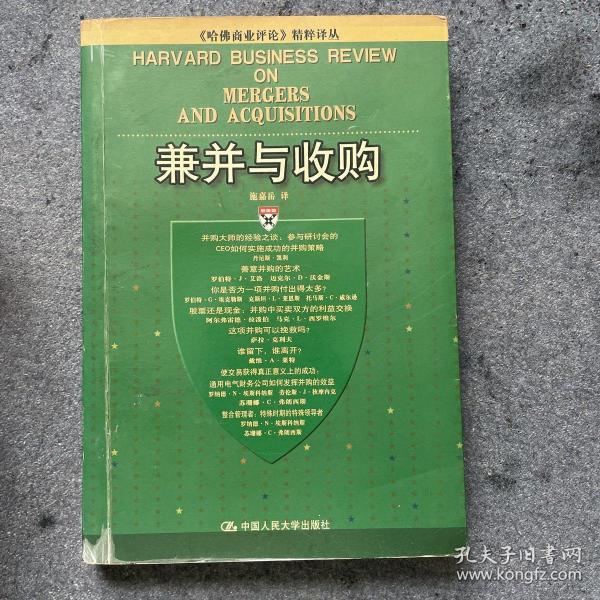 《哈佛商业评论》精粹译丛
HARVARD BUSINESS REVIEW
ON
MERGERS
AND ACQUISITIONS
兼并与收购
施嘉岳 译
并购大师的经验之谈：参与研讨会的
CEO如何实施成功的并购策略
丹尼斯·凯利
善意并购的艺术
罗伯特·J·艾洛 迈克尔·D·沃金斯
你是否为一项并购付出得太多？
罗伯特·G·埃克勒斯 克斯坦·L·莱恩斯 托马斯·C·威尔逊
股票还是现金：并购中买卖双方的利益交换
阿尔弗雷德·拉波伯 马克·L·西罗维尔
这项并购可以挽救吗？
萨拉·克利夫
谁留下，谁离开？
戴维·A·莱特
使交易获得真正意义上的成功：
通用电气财务公司如何发挥并购的效益
罗纳德·N·埃斯科纳斯 劳伦斯·J·狄摩内克
苏珊娜·C·弗朗西斯
整合管理者：特殊时期的特殊领导者
罗纳德·N·埃斯科纳斯
苏珊娜·C·弗朗西斯
中国人民大学出版社
孔夫子旧书网
www.kongfz.com